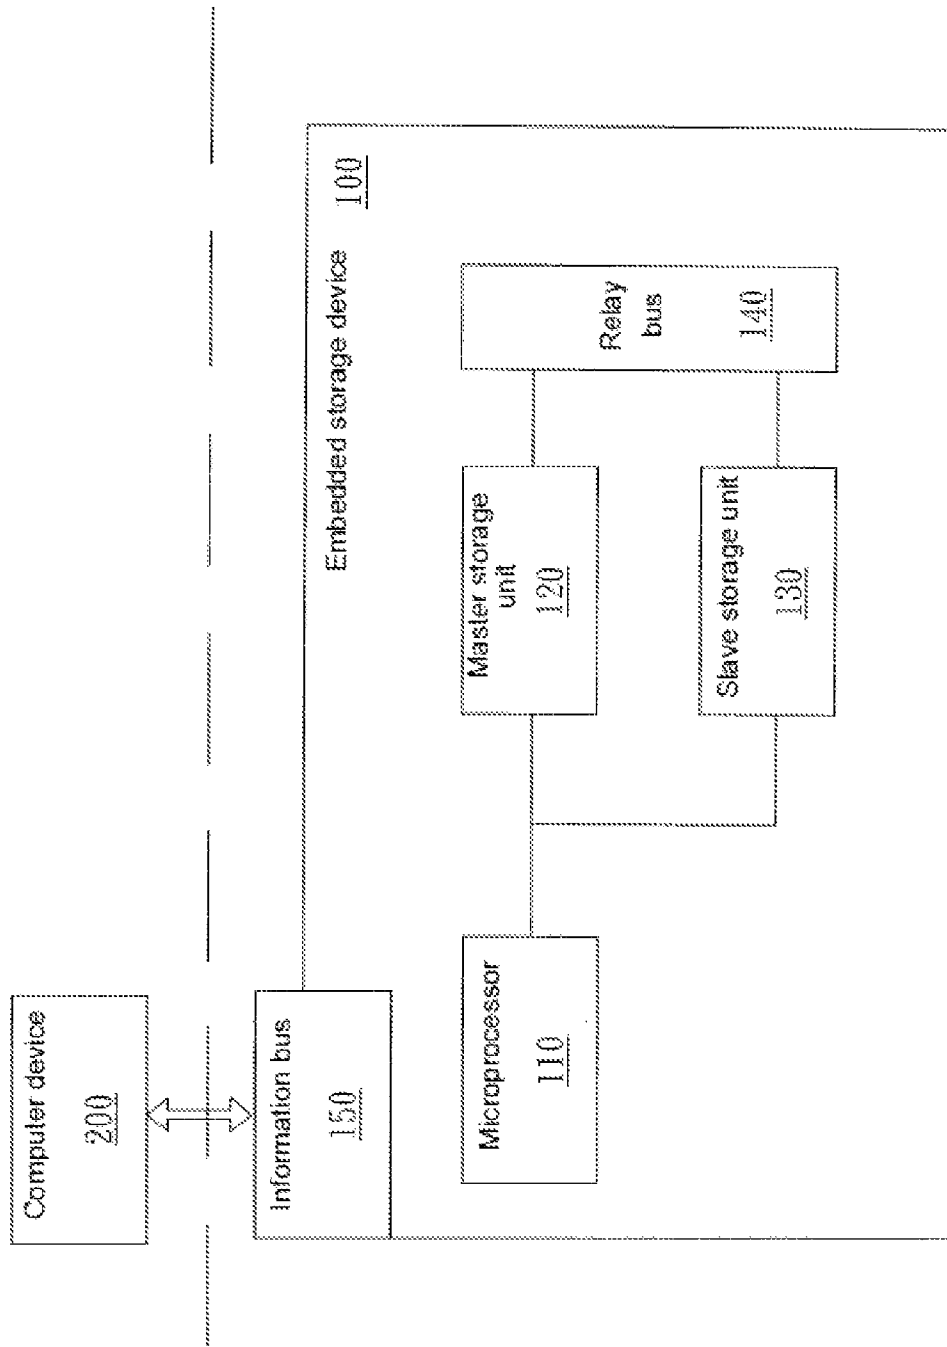 Computer device
200
Information bus
150
Embedded storage device
100
Microprocessor
110
Master storage
unit
120
Slave storage unit
130
Relay
bus
140